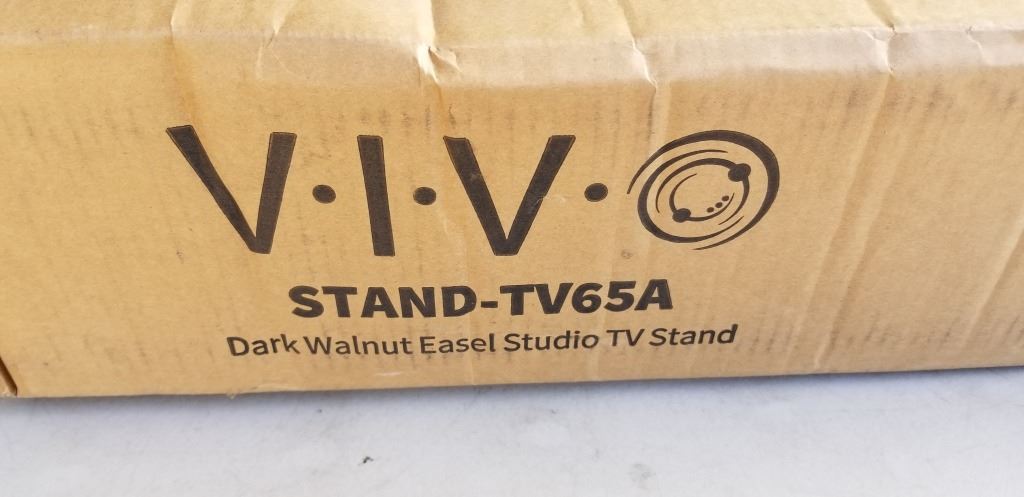 V·I·V·O
STAND-TV65A
Dark Walnut Easel Studio TV Stand